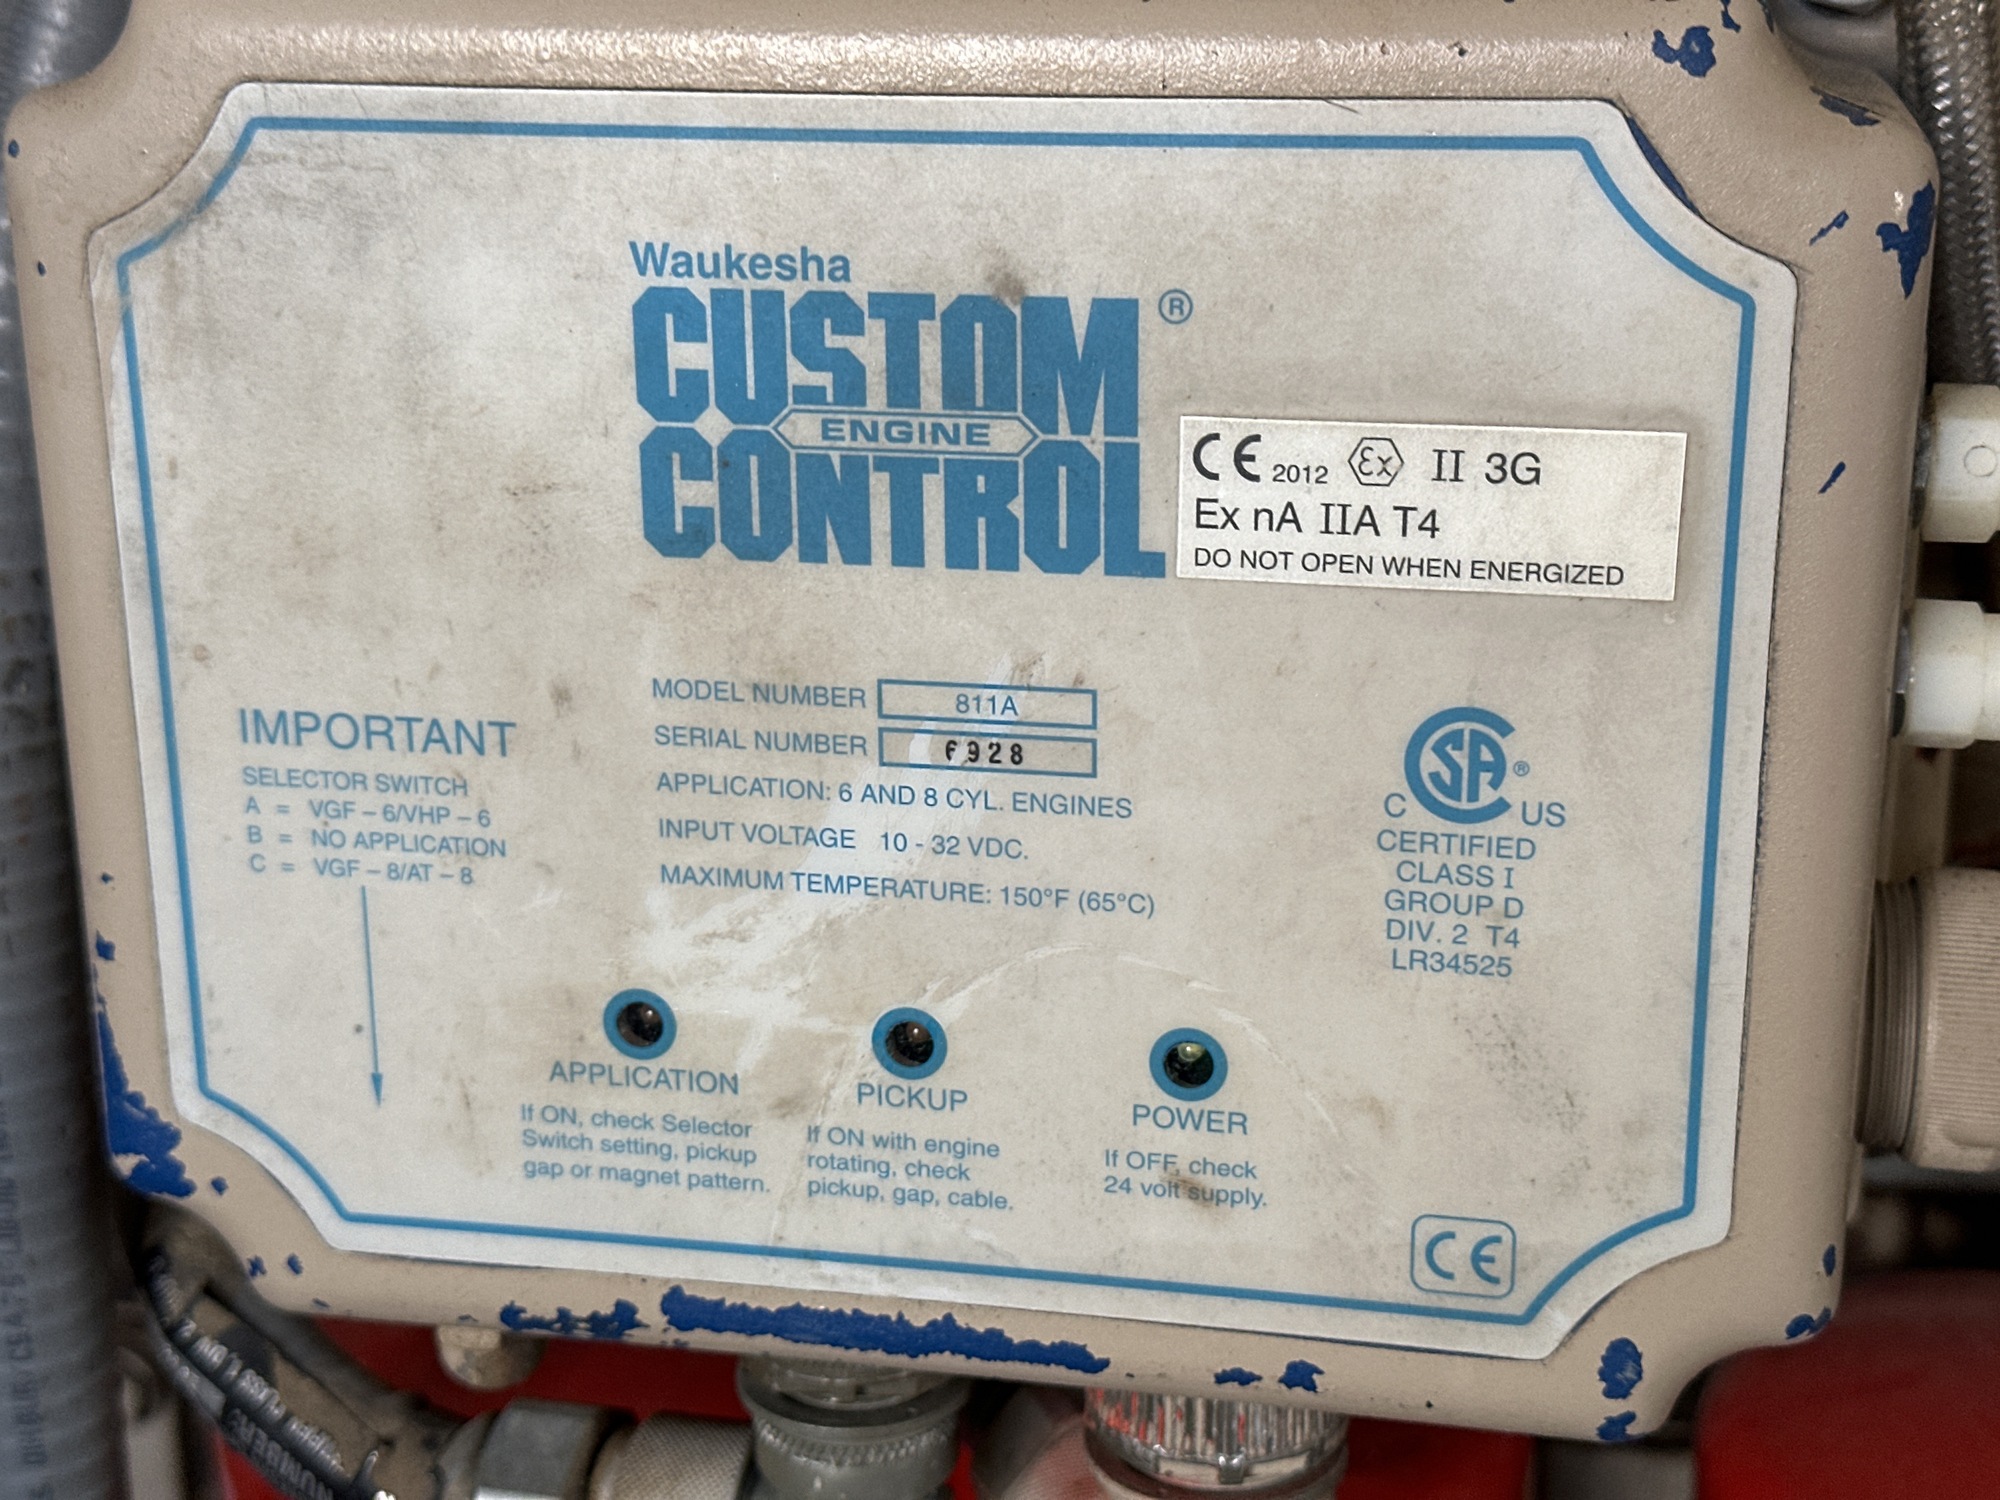 Waukesha
CUSTOM ®
ENGINE
CONTROL
CE 2012 Ex II 3G
Ex nA IIA T4
DO NOT OPEN WHEN ENERGIZED
MODEL NUMBER 811A
SERIAL NUMBER 6928
APPLICATION: 6 AND 8 CYL. ENGINES
INPUT VOLTAGE 10 - 32 VDC.
MAXIMUM TEMPERATURE: 150°F (65°C)
IMPORTANT
SELECTOR SWITCH
A = VGF – 6/VHP – 6
B = NO APPLICATION
C = VGF – 8/AT – 8
CSA ®
C US
CERTIFIED
CLASS I
GROUP D
DIV. 2 T4
LR34525
APPLICATION
If ON, check Selector
Switch setting, pickup
gap or magnet pattern.
PICKUP
If ON with engine
rotating, check
pickup, gap, cable.
POWER
If OFF, check
24 volt supply.
CE